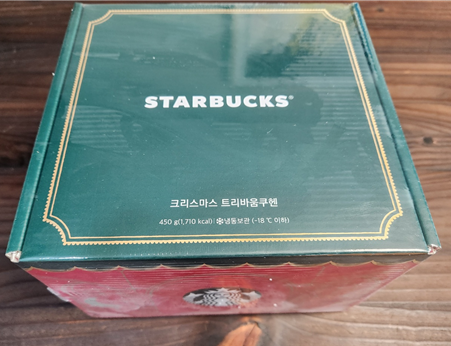 STARBUCKS®
크리스마스 트리바움쿠헨
450 g(1,710 kcal) | ❄냉동보관 (-18 ℃ 이하)